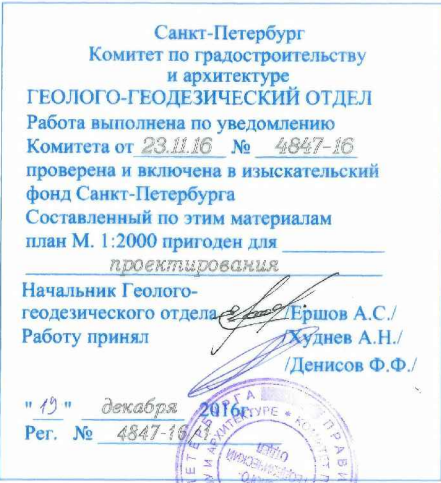 Санкт-Петербург
Комитет по градостроительству
и архитектуре
ГЕОЛОГО-ГЕОДЕЗИЧЕСКИЙ ОТДЕЛ
Работа выполнена по уведомлению
Комитета от 23.11.16 № 4847-16
проверена и включена в изыскательский
фонд Санкт-Петербурга
Составленный по этим материалам
план М. 1:2000 пригоден для
проектирования
Начальник Геолого-
геодезического отдела /Ершов А.С./
Работу принял /Худнев А.Н./
/Денисов Ф.Ф./
"19" декабря 2016г.
Рег. № 4847-16/1